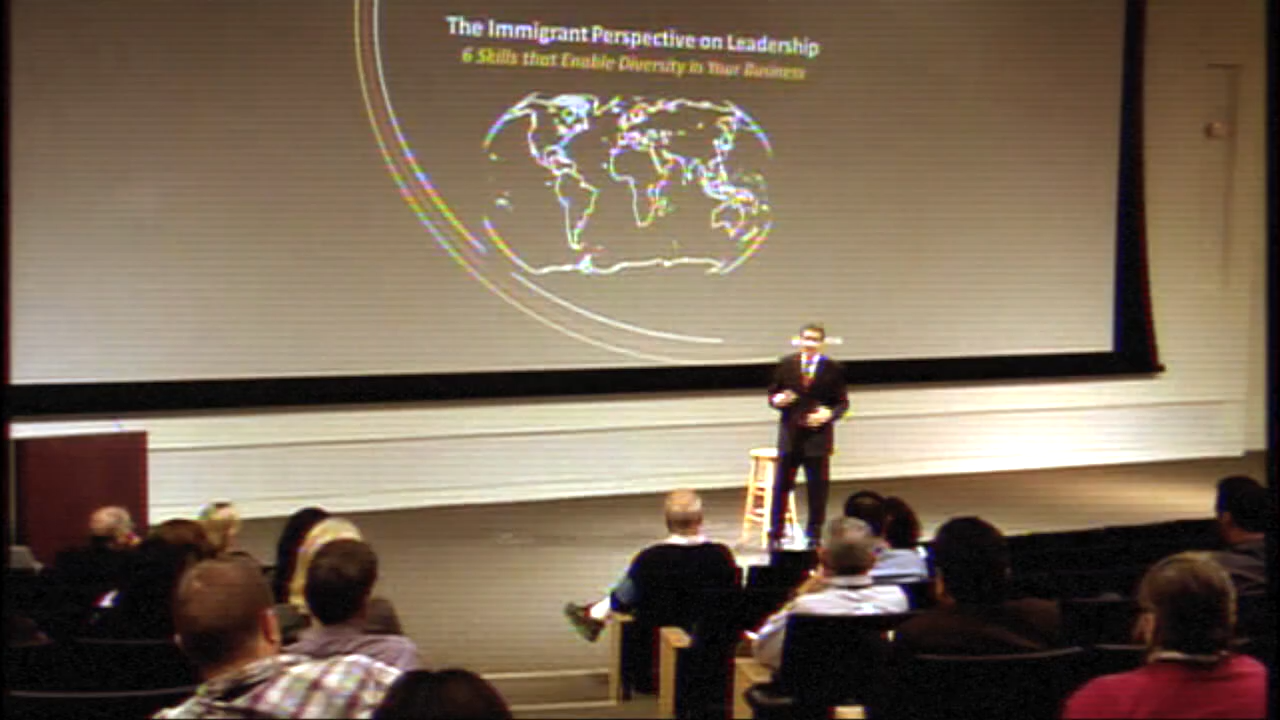 The Immigrant Perspective on Leadership
6 Skills that Enable Diversity in Your Business